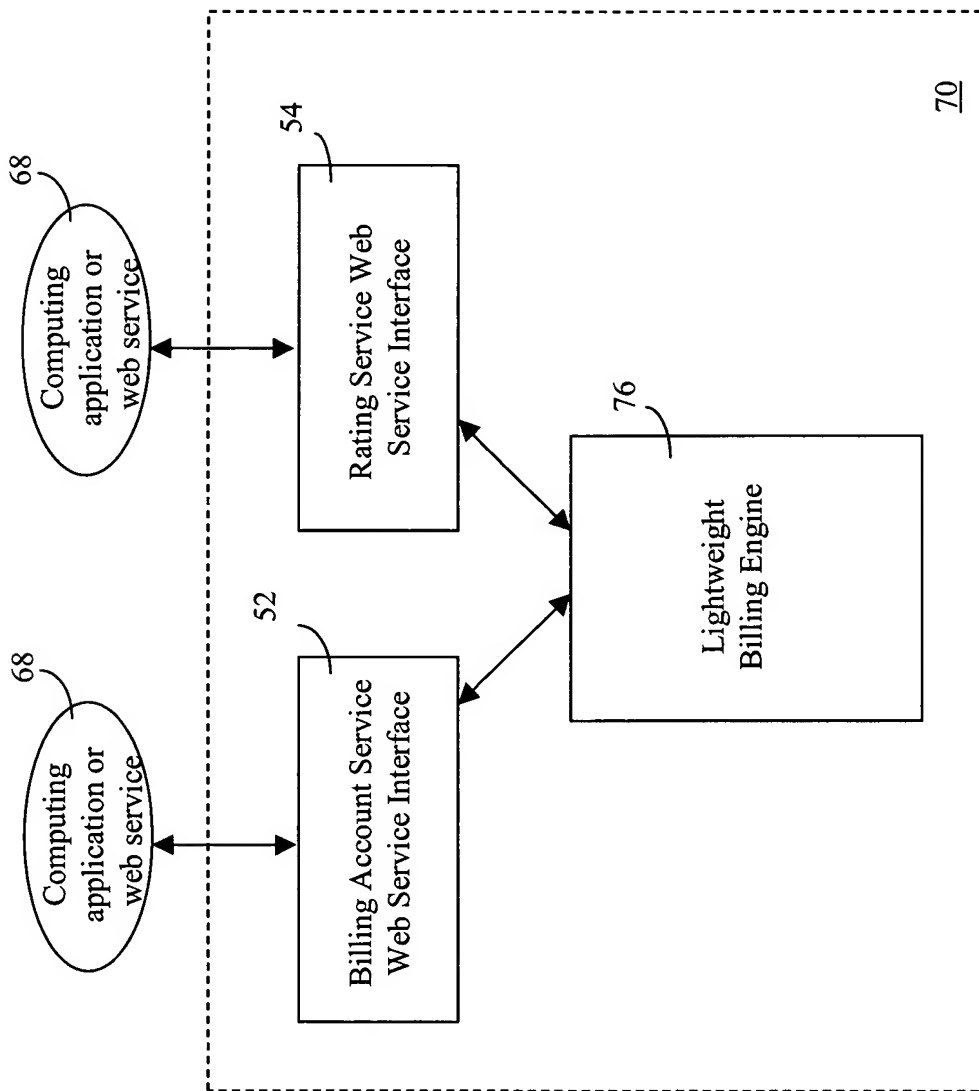 68
Computing
application or
web service
68
Computing
application or
web service
52
Billing Account Service
Web Service Interface
54
Rating Service Web
Service Interface
76
Lightweight
Billing Engine
70